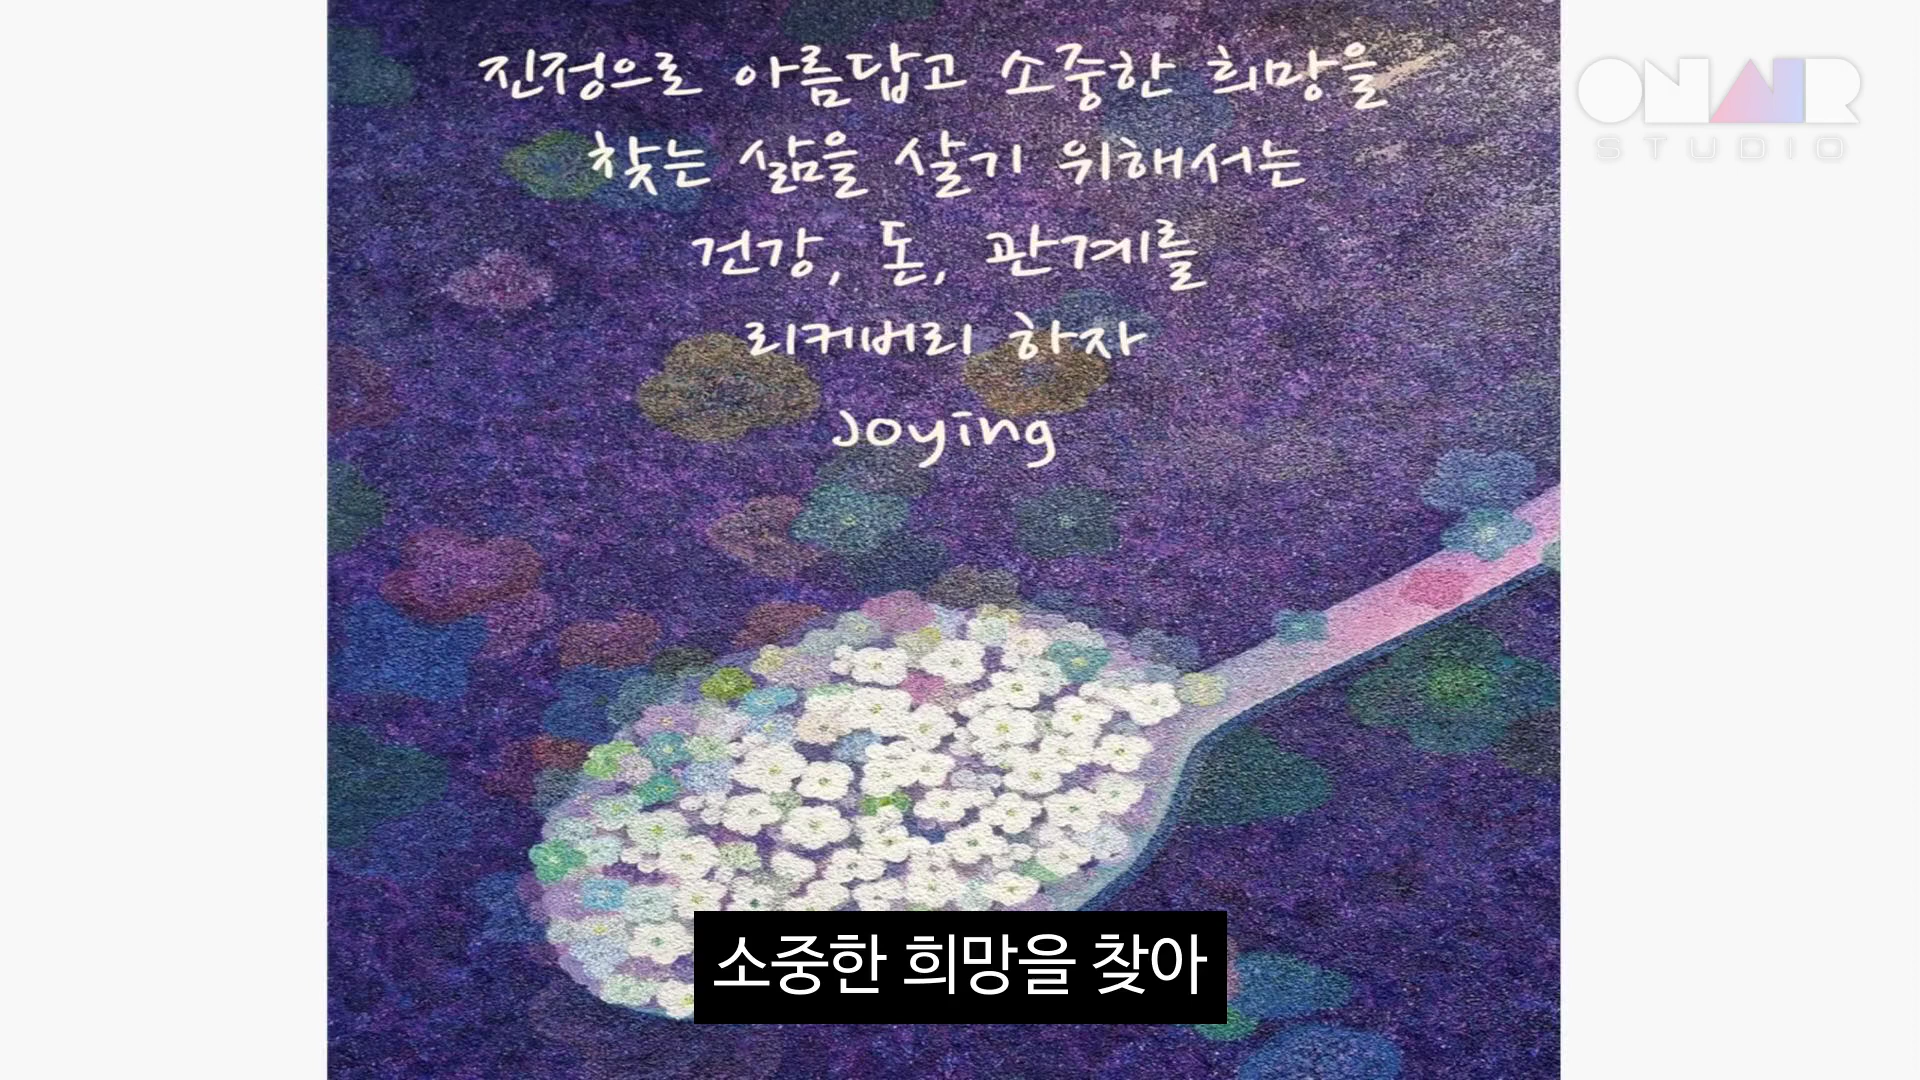 진정으로 아름답고 소중한 희망을
찾는 삶을 살기 위해서는
건강, 돈, 관계를
리커버리 하자
Joying
ONAIR
STUDIO
소중한 희망을 찾아